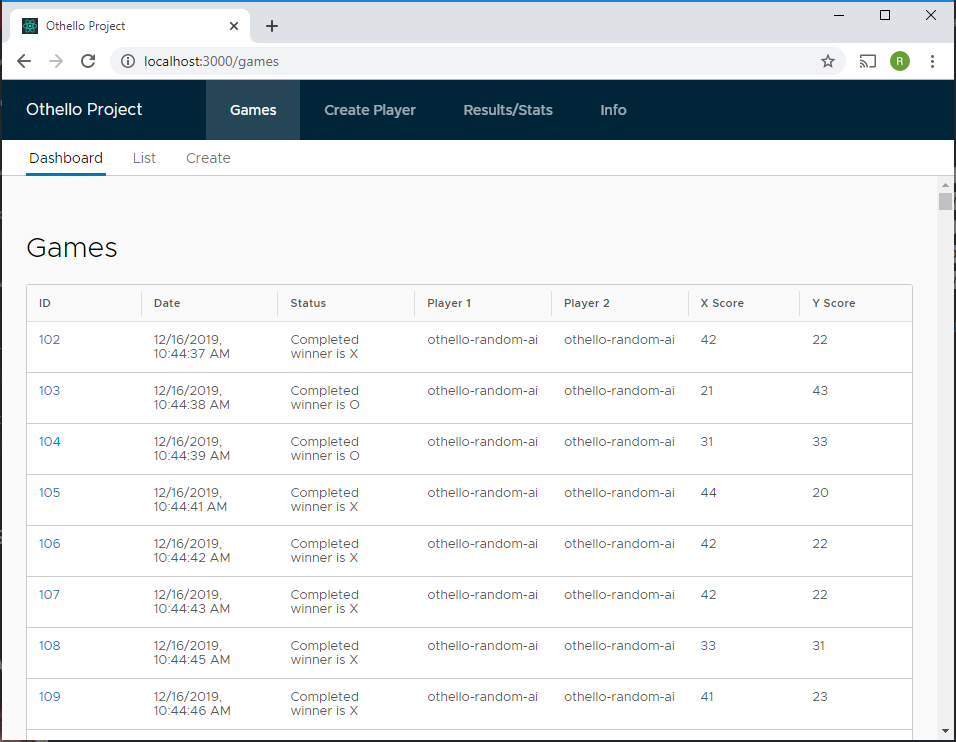 Othello Project
localhost:3000/games
R
Othello Project Games Create Player Results/Stats Info
Dashboard List Create
Games
ID Date Status Player 1 Player 2 X Score Y Score
102 12/16/2019, Completed othello-random-ai othello-random-ai 42 22
10:44:37 AM winner is X
103 12/16/2019, Completed othello-random-ai othello-random-ai 21 43
10:44:38 AM winner is O
104 12/16/2019, Completed othello-random-ai othello-random-ai 31 33
10:44:39 AM winner is O
105 12/16/2019, Completed othello-random-ai othello-random-ai 44 20
10:44:41 AM winner is X
106 12/16/2019, Completed othello-random-ai othello-random-ai 42 22
10:44:42 AM winner is X
107 12/16/2019, Completed othello-random-ai othello-random-ai 42 22
10:44:43 AM winner is X
108 12/16/2019, Completed othello-random-ai othello-random-ai 33 31
10:44:45 AM winner is X
109 12/16/2019, Completed othello-random-ai othello-random-ai 41 23
10:44:46 AM winner is X